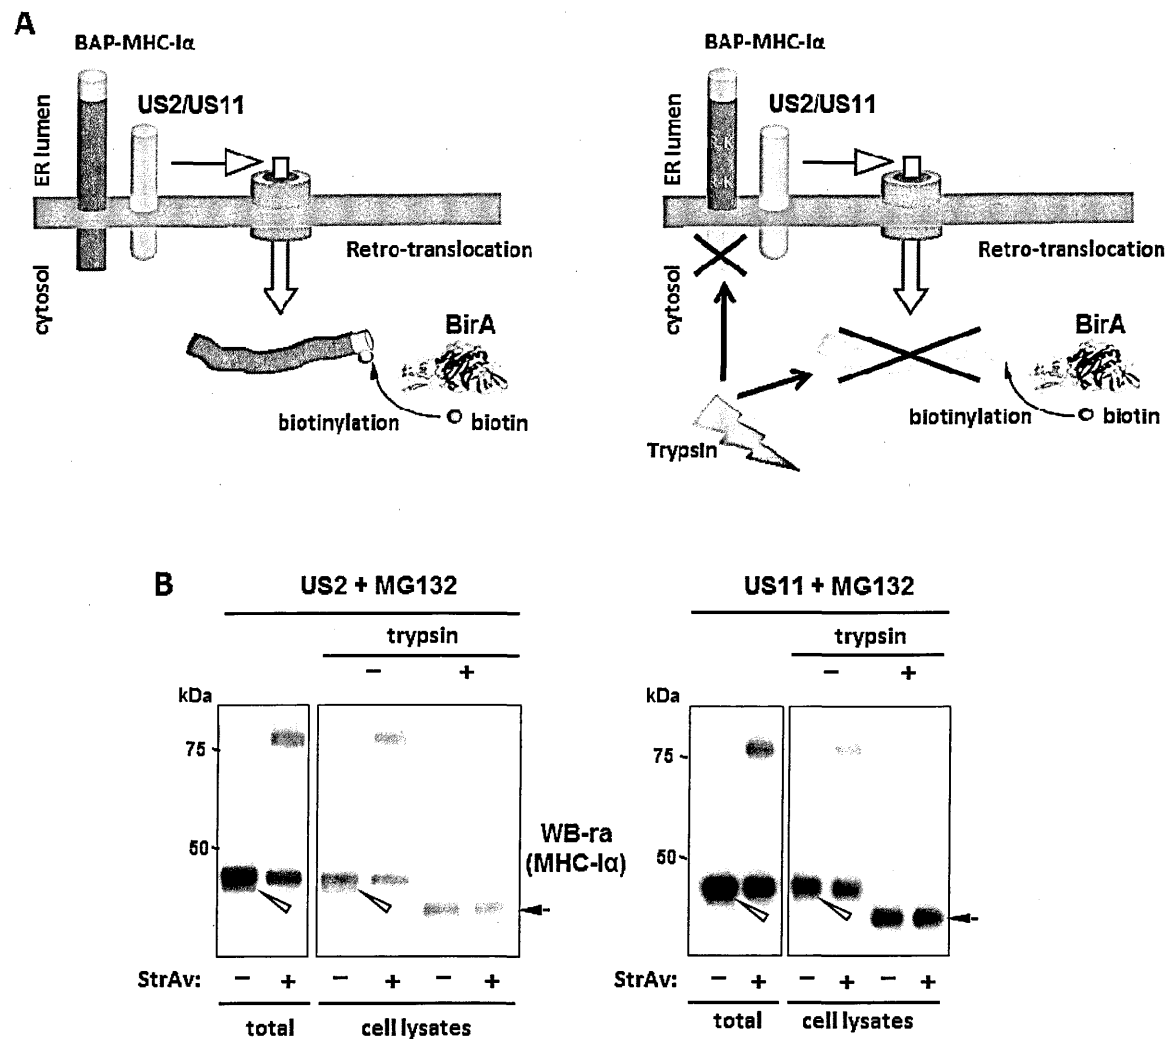 A
BAP-MHC-Iα
US2/US11
ER lumen
cytosol
Retro-translocation
BirA
biotinylation
biotin
BAP-MHC-Iα
US2/US11
ER lumen
cytosol
Retro-translocation
BirA
biotinylation
biotin
Trypsin
B
US2 + MG132
trypsin
− +
kDa
75
50
StrAv: − + − + − +
total cell lysates
WB-ra
(MHC-Iα)
US11 + MG132
trypsin
− +
kDa
75
50
StrAv: − + − + − +
total cell lysates